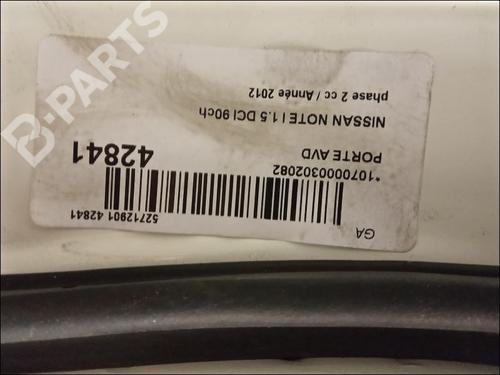 GA
52712901 42841
*1070000302082
PORTE AVD
42841
NISSAN NOTE I 1.5 DCI 90ch
phase 2 cc / Année 2012
B-PARTS